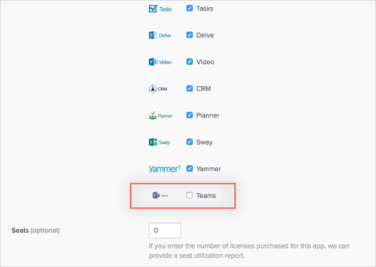 Tasks Tasks
Delve Delve
Video Video
CRM CRM
Planner Planner
Sway Sway
yammer Yammer
Teams
Seats (optional) 0
If you enter the number of licenses purchased for this app, we can
provide a seat utilization report.